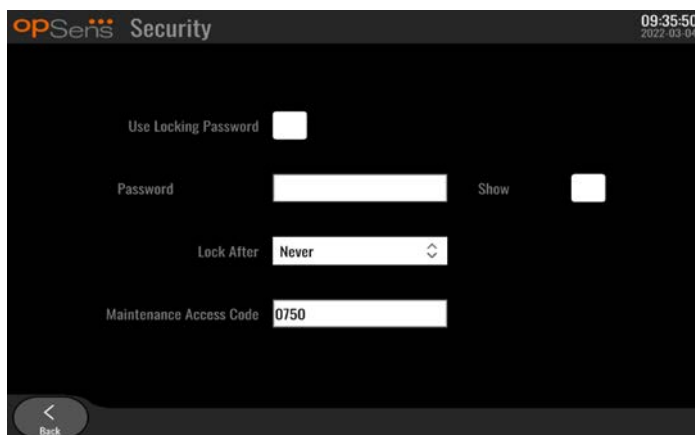 opSens Security
09:35:50
2022-03-04
Use Locking Password
Password
Show
Lock After
Never
Maintenance Access Code
0750
Back